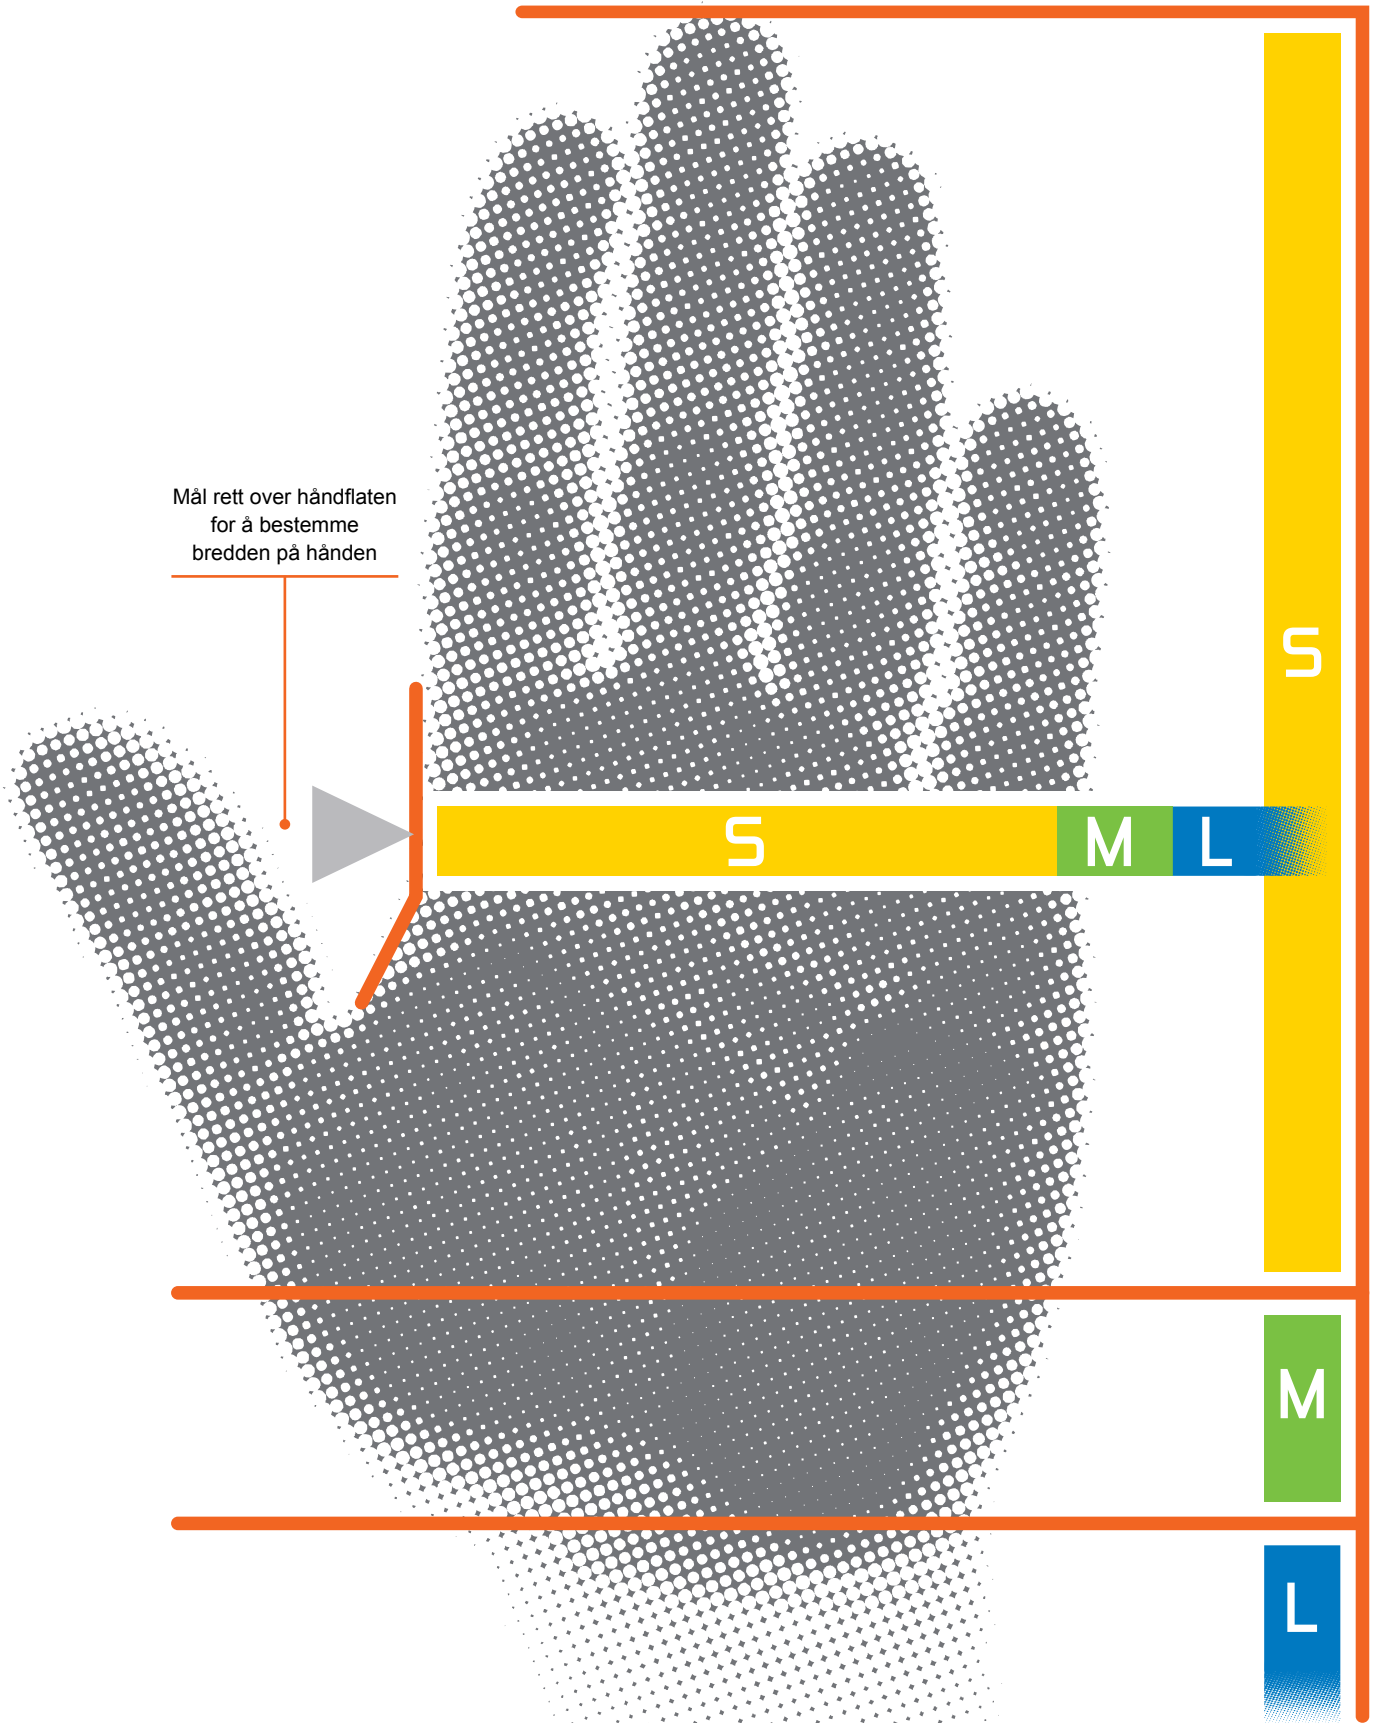 Mål rett over håndflaten
for å bestemme
bredden på hånden
S
S
M
L
M
L